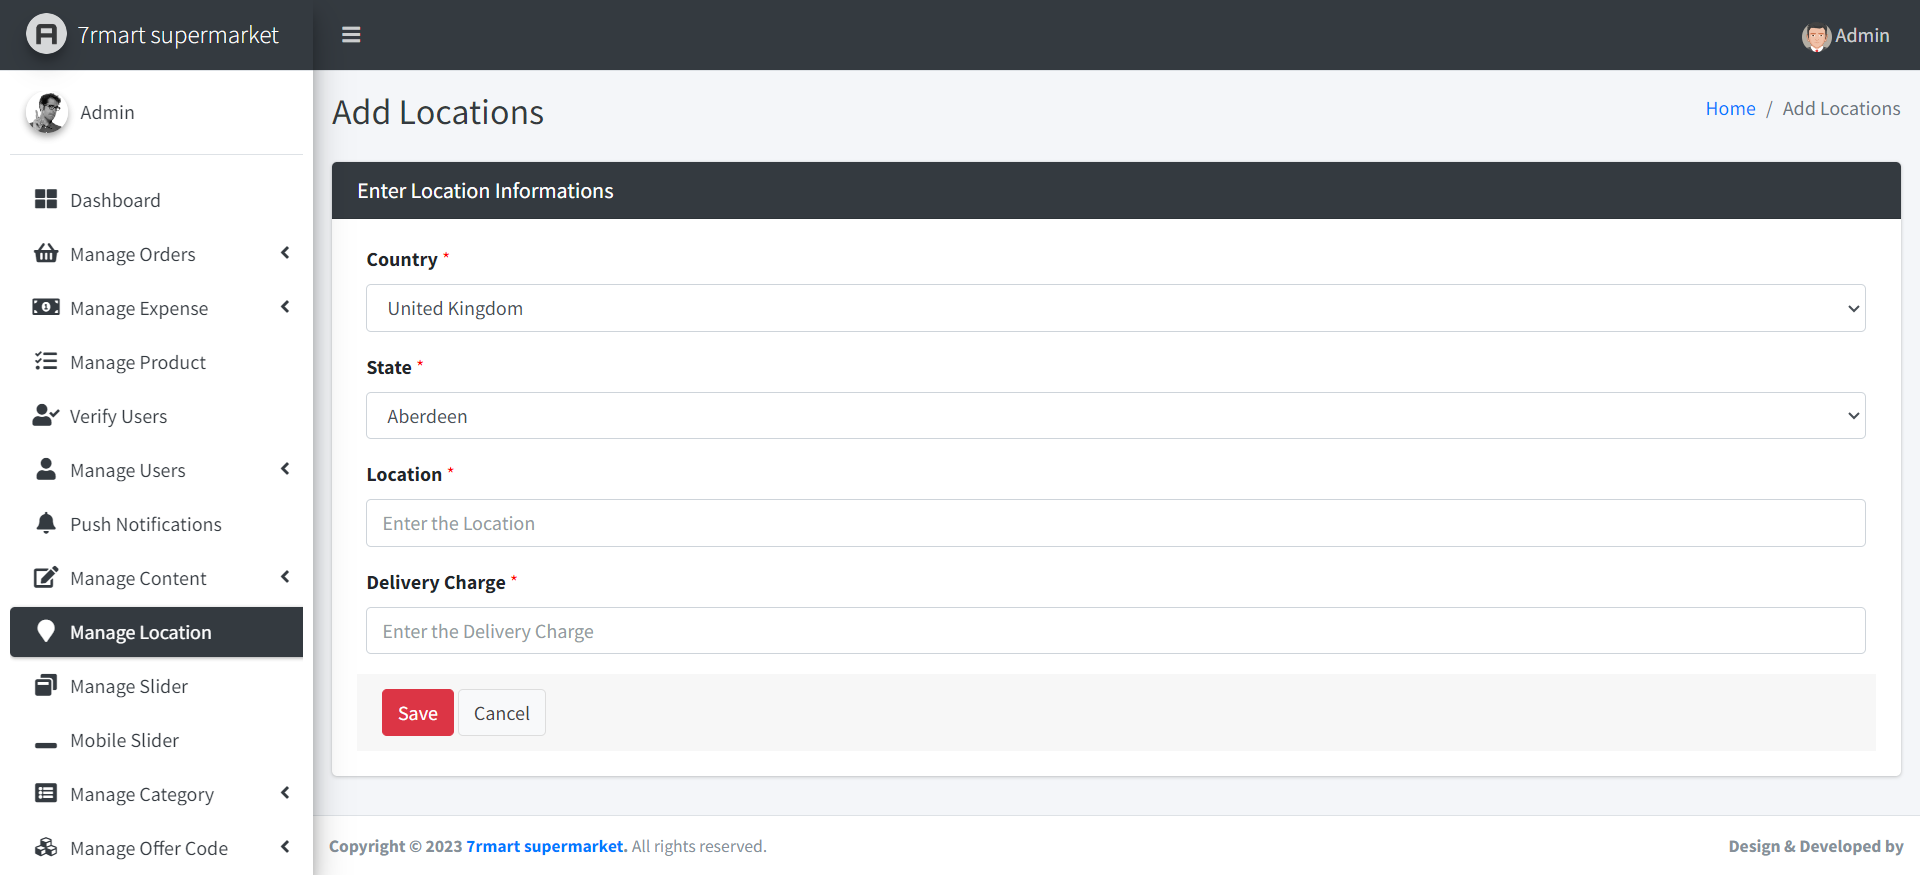 7rmart supermarket
Admin
Admin
Dashboard
Manage Orders
Manage Expense
Manage Product
Verify Users
Manage Users
Push Notifications
Manage Content
Manage Location
Manage Slider
Mobile Slider
Manage Category
Manage Offer Code
Add Locations
Home / Add Locations
Enter Location Informations
Country *
United Kingdom
State *
Aberdeen
Location *
Enter the Location
Delivery Charge *
Enter the Delivery Charge
Save Cancel
Copyright © 2023 7rmart supermarket. All rights reserved.
Design & Developed by